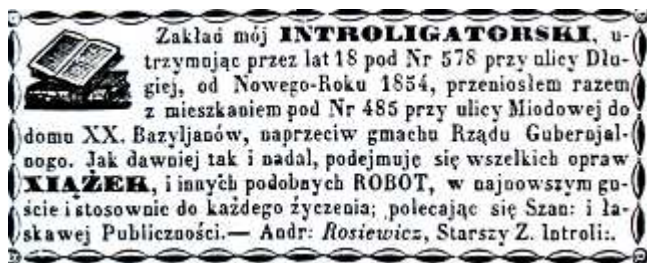 Zakład mój INTROLIGATORSKI, u-
trzymując przez lat 18 pod Nr 578 przy ulicy Dłu-
giej, od Nowego-Roku 1854, przeniosłem razem
z mieszkaniem pod Nr 485 przy ulicy Miodowej do
domu XX. Bazyljanów, naprzeciw gmachu Rządu Gubernjal-
nego. Jak dawniej tak i nadal, podejmuję się wszelkich opraw
XIĄŻEK, i innych podobnych ROBOT, w najnowszym gu-
ście i stosownie do każdego życzenia; polecając się Szan: i ła-
skawej Publiczności.— Andr: Rosiewicz, Starszy Z. Introli:.